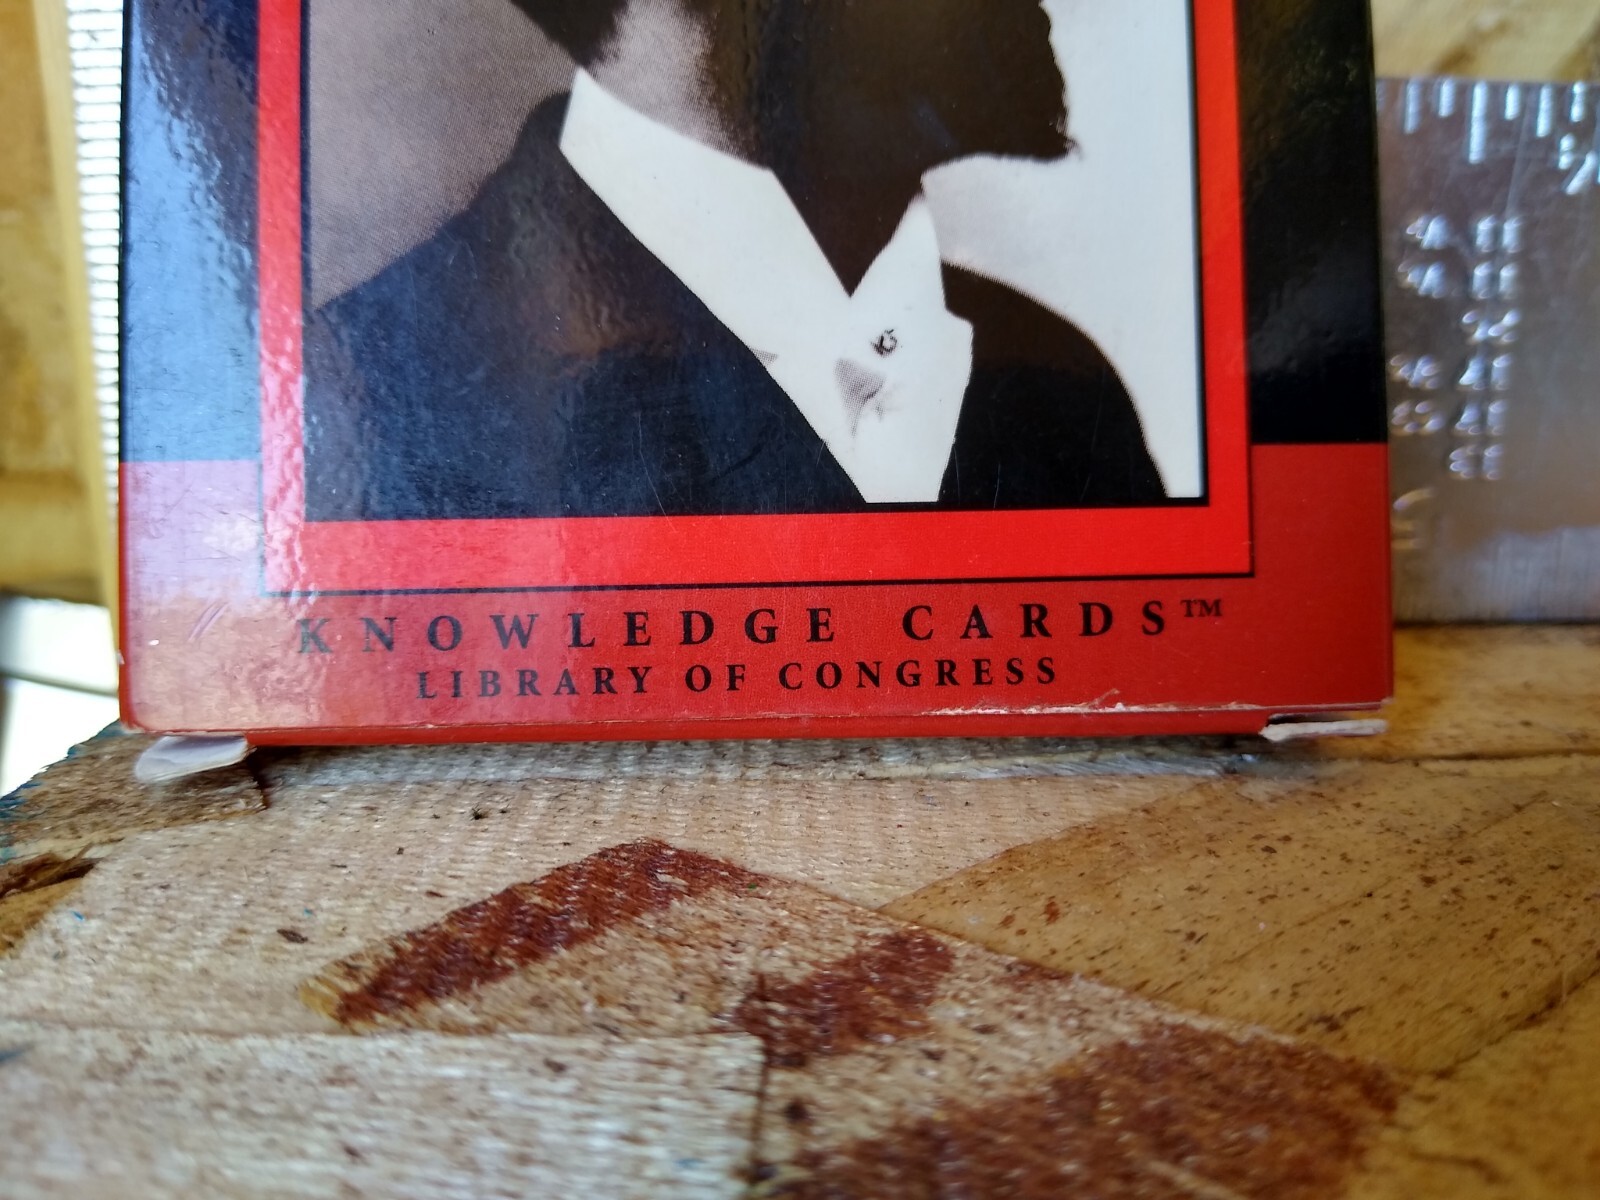 KNOWLEDGE CARDS™
LIBRARY OF CONGRESS